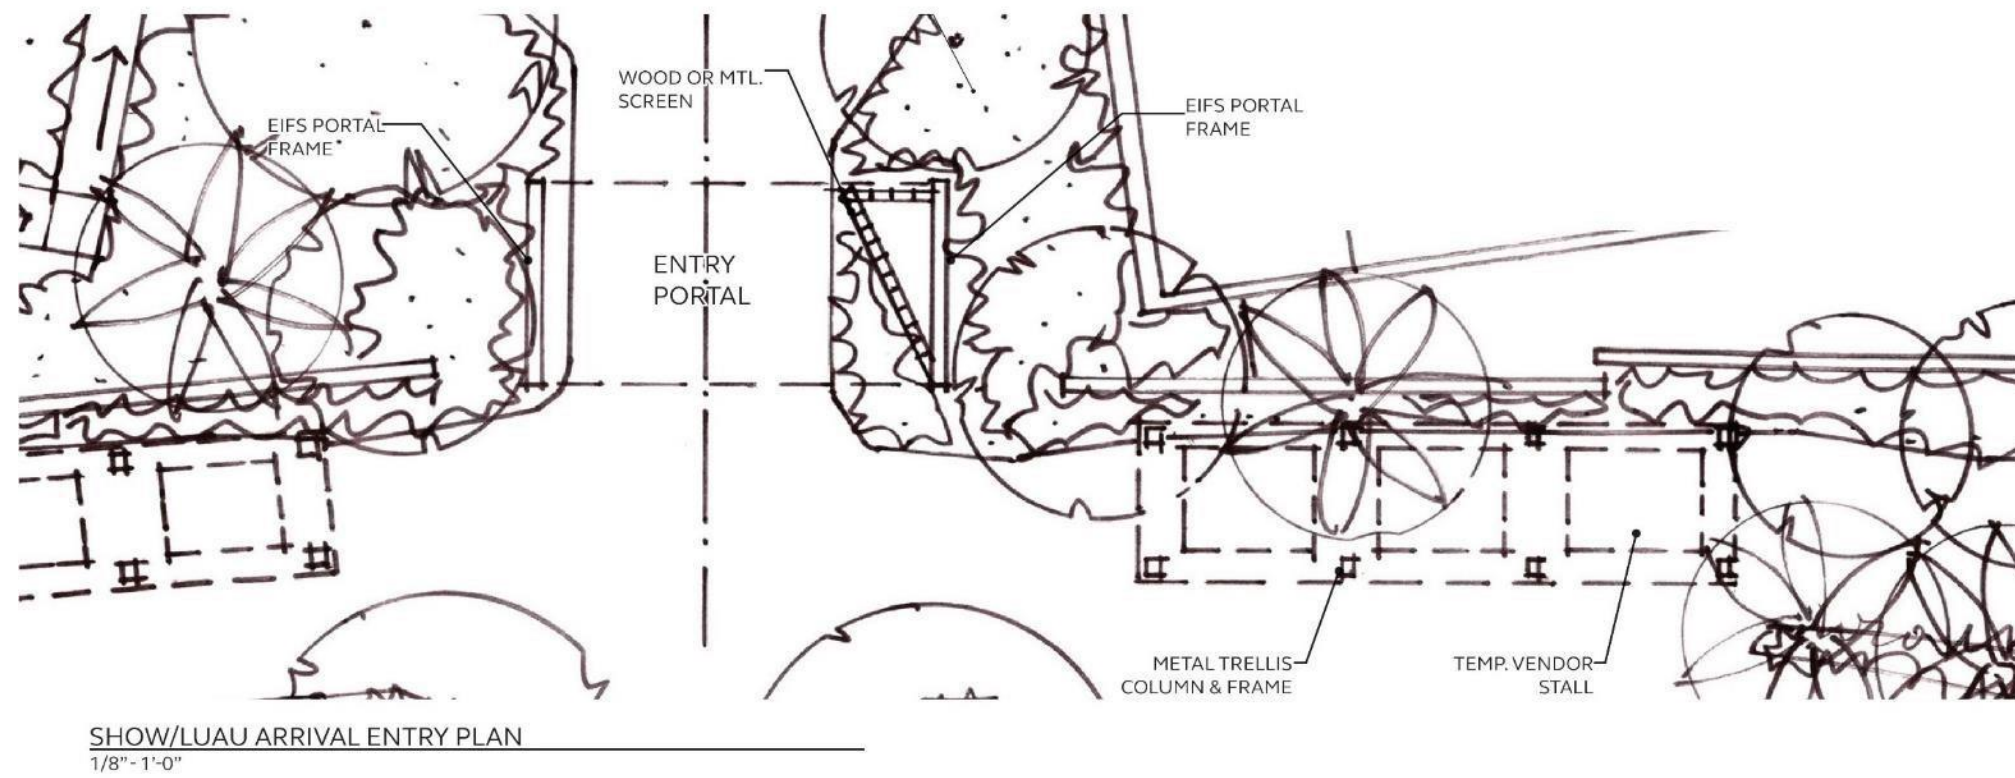 WOOD OR MTL.
SCREEN
EIFS PORTAL
FRAME
EIFS PORTAL
FRAME
ENTRY
PORTAL
METAL TRELLIS
COLUMN & FRAME
TEMP. VENDOR
STALL
SHOW/LUAU ARRIVAL ENTRY PLAN
1/8"- 1'-0"